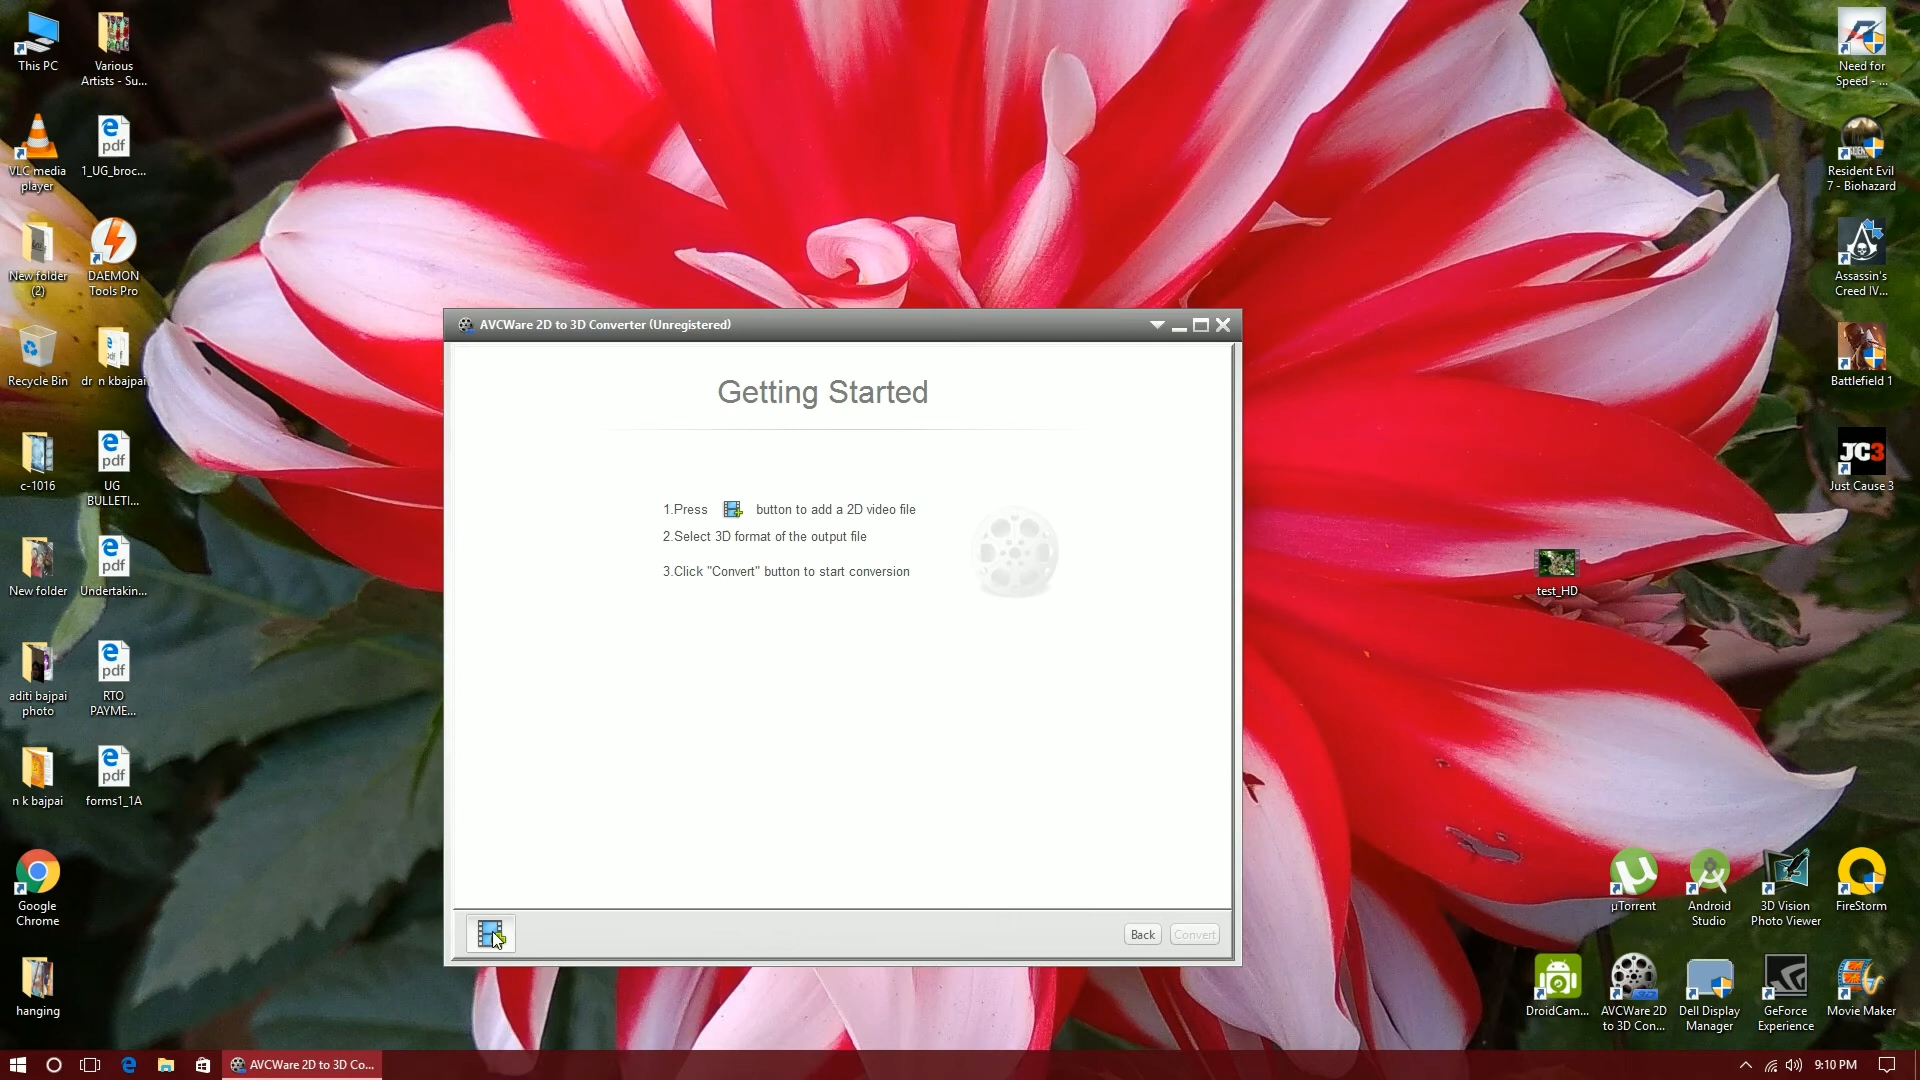 This PC
Various
Artists - Su...
VLC media
player
pdf
1_UG_broc...
New folder
(2)
DAEMON
Tools Pro
Recycle Bin
dr n kbajpai
c-1016
pdf
UG
BULLETI...
New folder
pdf
Undertakin...
aditi bajpai
photo
pdf
RTO
PAYME...
n k bajpai
pdf
forms1_1A
Google
Chrome
hanging
AVCWare 2D to 3D Converter (Unregistered)
Getting Started
1.Press button to add a 2D video file
2.Select 3D format of the output file
3.Click "Convert" button to start conversion
Back
Convert
Need for
Speed - ...
Resident Evil
7 - Biohazard
Assassin's
Creed IV...
Battlefield 1
JC3
Just Cause 3
test_HD
µTorrent
Android
Studio
3D Vision
Photo Viewer
FireStorm
DroidCam...
AVCWare 2D
to 3D Con...
Dell Display
Manager
GeForce
Experience
Movie Maker
AVCWare 2D to 3D Co...
9:10 PM